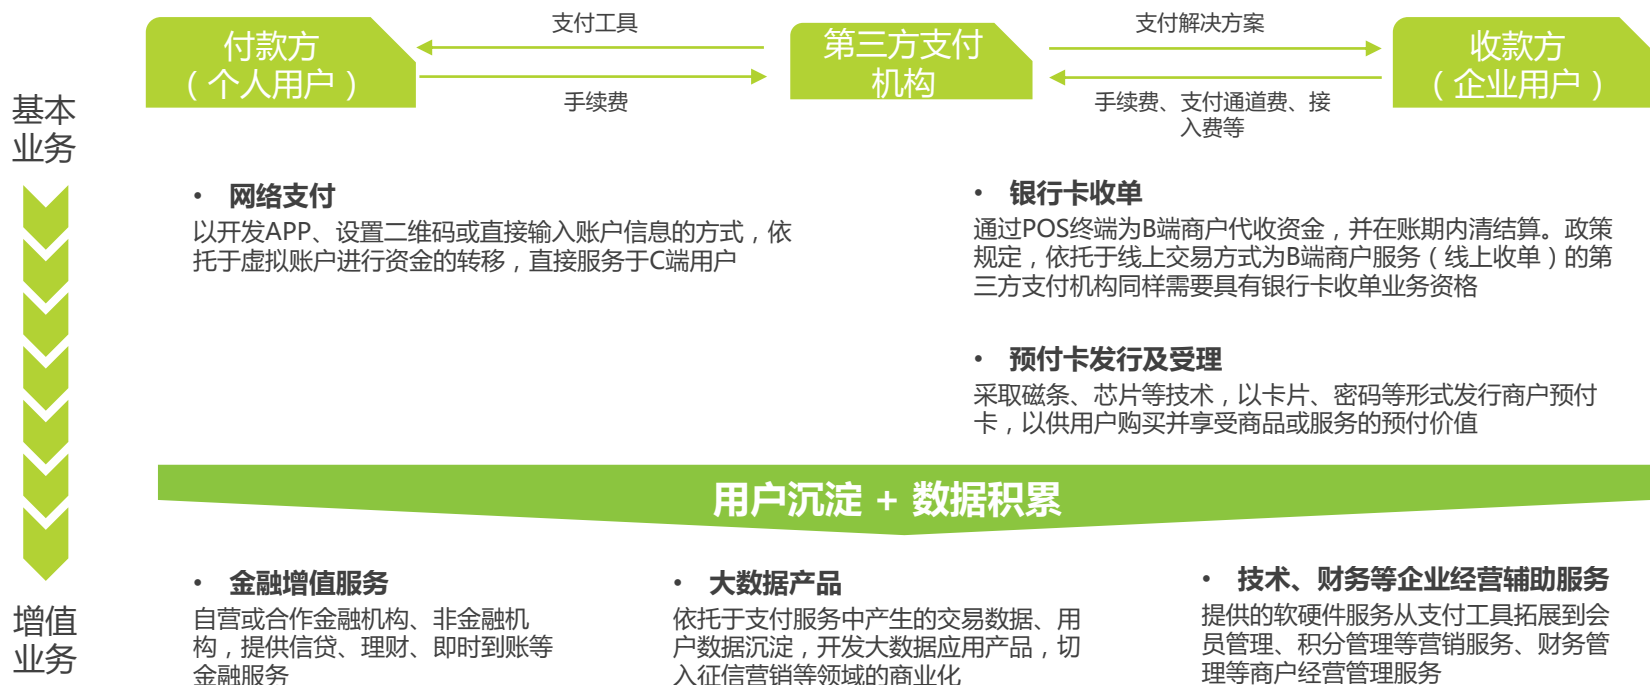 支付工具
支付解决方案
付款方
（个人用户）
第三方支付
机构
收款方
（企业用户）
手续费
手续费、支付通道费、接
入费等
基本
业务
• 网络支付
以开发APP、设置二维码或直接输入账户信息的方式，依
托于虚拟账户进行资金的转移，直接服务于C端用户
• 银行卡收单
通过POS终端为B端商户代收资金，并在账期内清结算。政策
规定，依托于线上交易方式为B端商户服务（线上收单）的第
三方支付机构同样需要具有银行卡收单业务资格
• 预付卡发行及受理
采取磁条、芯片等技术，以卡片、密码等形式发行商户预付
卡，以供用户购买并享受商品或服务的预付价值
用户沉淀 + 数据积累
增值
业务
• 金融增值服务
自营或合作金融机构、非金融机
构，提供信贷、理财、即时到账等
金融服务
• 大数据产品
依托于支付服务中产生的交易数据、用
户数据沉淀，开发大数据应用产品，切
入征信营销等领域的商业化
• 技术、财务等企业经营辅助服务
提供的软硬件服务从支付工具拓展到会
员管理、积分管理等营销服务、财务管
理等商户经营管理服务